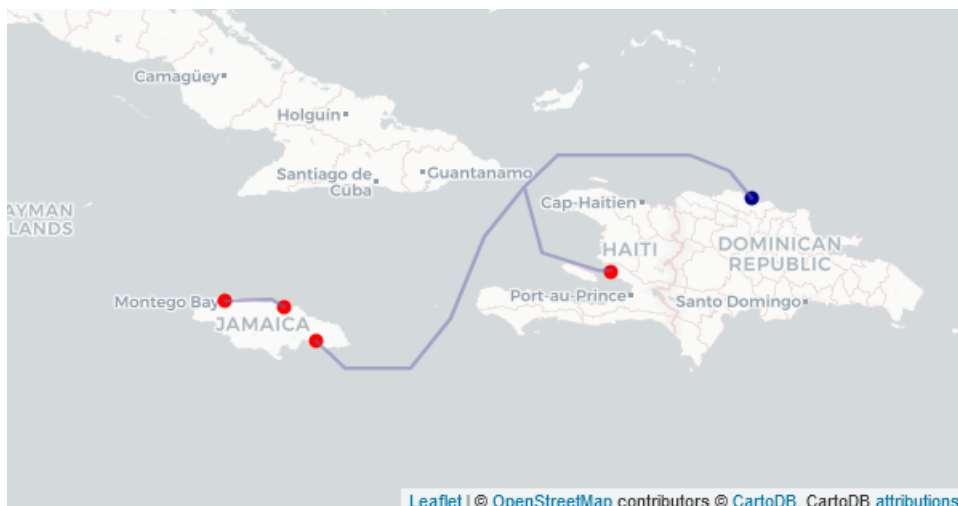 Camagüey
Holguín
Santiago de
Cuba
Guantanamo
AYMAN
LANDS
Cap-Haitien
HAITI
DOMINICAN
REPUBLIC
Montego Bay
JAMAICA
Port-au-Prince
Santo Domingo
Leaflet | © OpenStreetMap contributors © CartoDB, CartoDB attributions